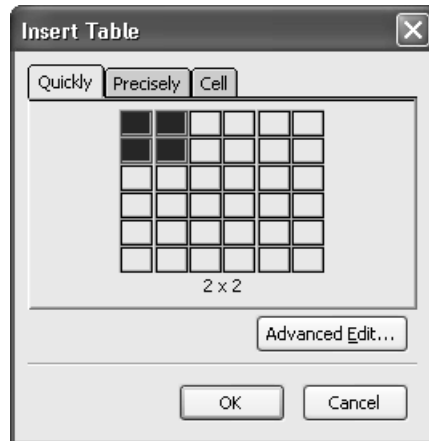 Insert Table
Quickly Precisely Cell
2 x 2
Advanced Edit...
OK Cancel